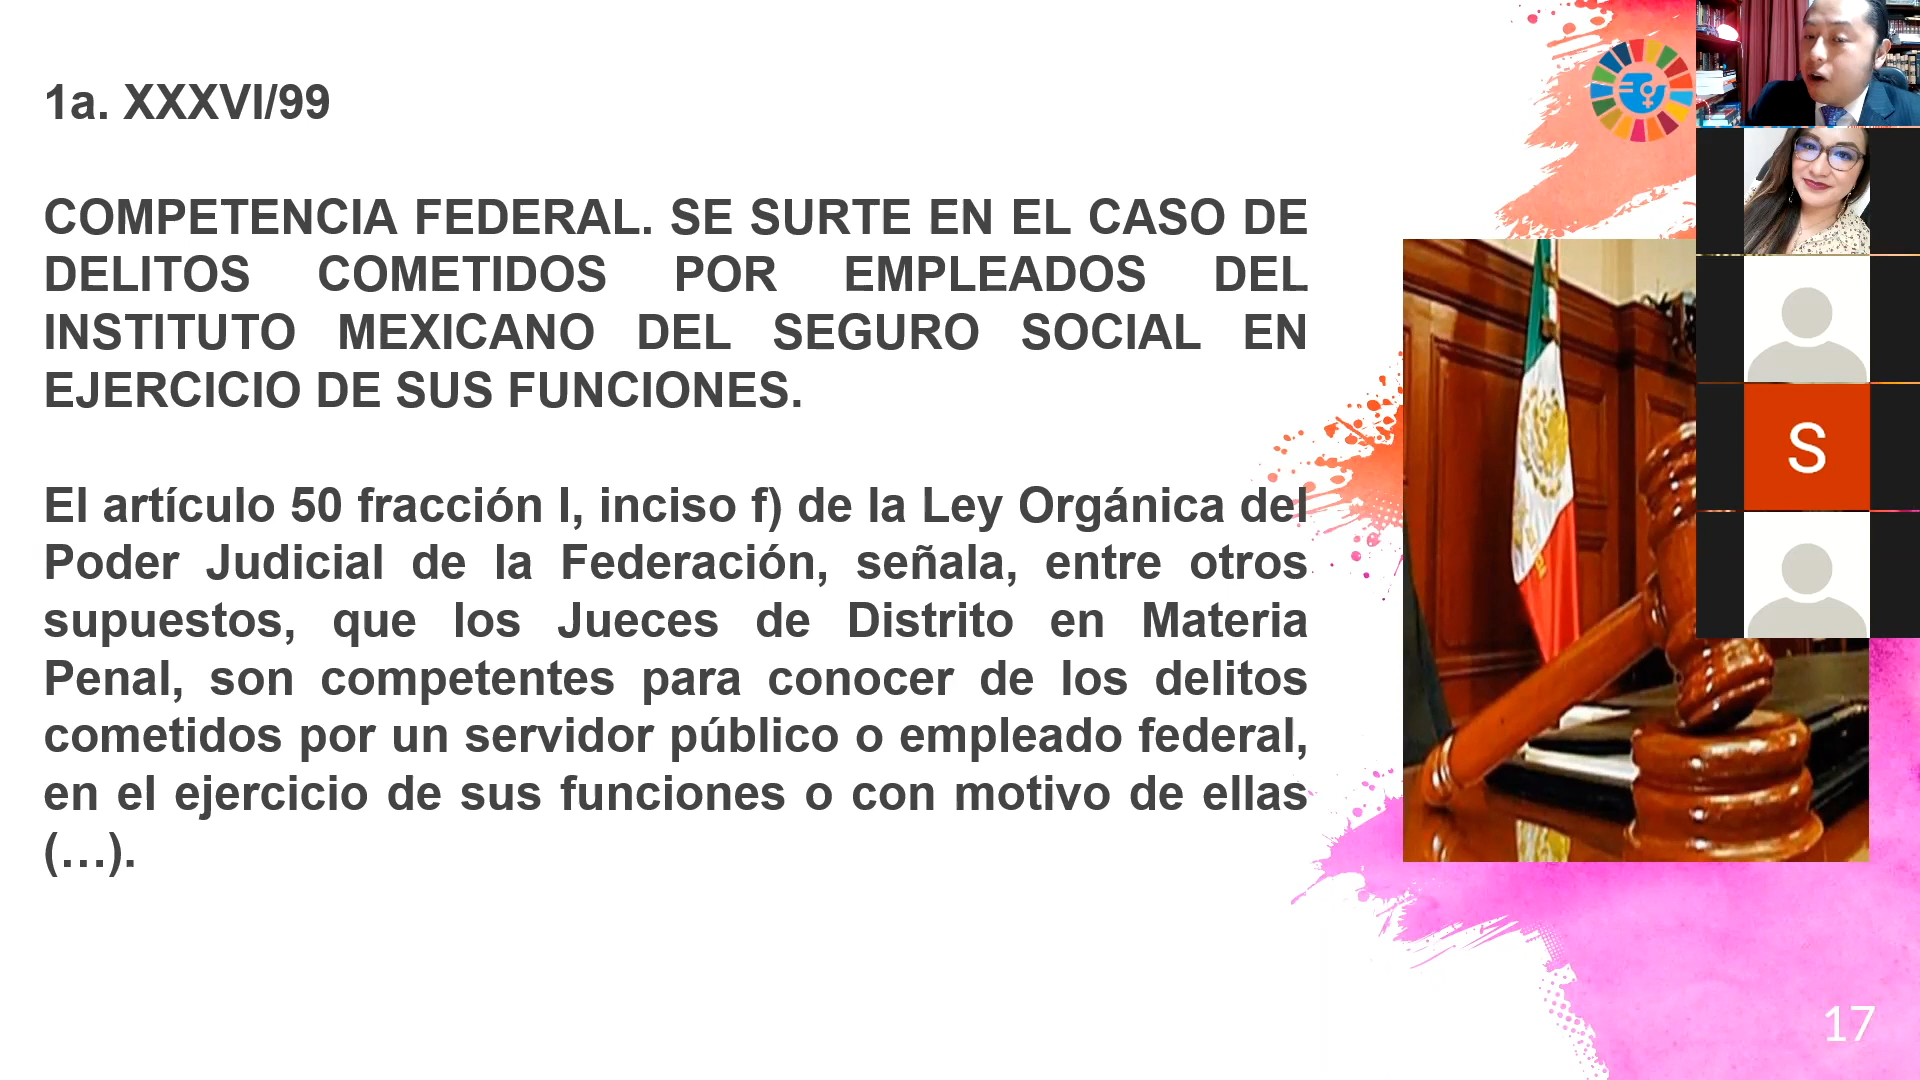 1a. XXXVI/99
COMPETENCIA FEDERAL. SE SURTE EN EL CASO DE
DELITOS COMETIDOS POR EMPLEADOS DEL
INSTITUTO MEXICANO DEL SEGURO SOCIAL EN
EJERCICIO DE SUS FUNCIONES.
El artículo 50 fracción I, inciso f) de la Ley Orgánica del
Poder Judicial de la Federación, señala, entre otros
supuestos, que los Jueces de Distrito en Materia
Penal, son competentes para conocer de los delitos
cometidos por un servidor público o empleado federal,
en el ejercicio de sus funciones o con motivo de ellas
(…).
S
17